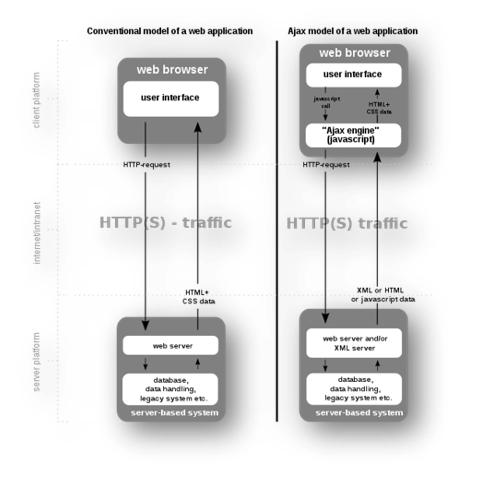 Conventional model of a web application
Ajax model of a web application
client platform
internet/intranet
server platform
web browser
user interface
HTTP-request
HTTP(S) - traffic
HTML+
CSS data
web server
database,
data handling,
legacy system etc.
server-based system
web browser
user interface
javascript
call
HTML+
CSS data
"Ajax engine"
(javascript)
HTTP-request
HTTP(S) - traffic
XML or HTML
or javascript data
web server and/or
XML server
database,
data handling,
legacy system etc.
server-based system